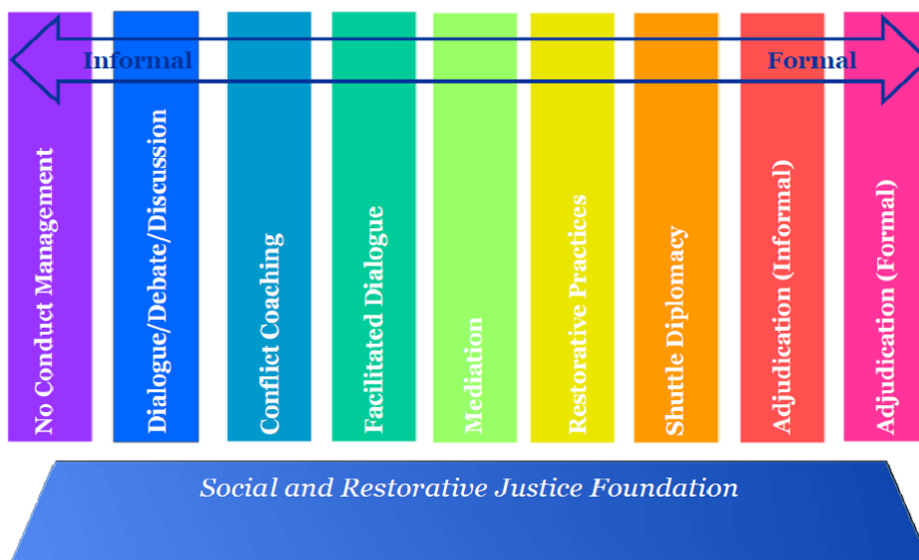 Informal
Formal
No Conduct Management
Dialogue/Debate/Discussion
Conflict Coaching
Facilitated Dialogue
Mediation
Restorative Practices
Shuttle Diplomacy
Adjudication (Informal)
Adjudication (Formal)
Social and Restorative Justice Foundation